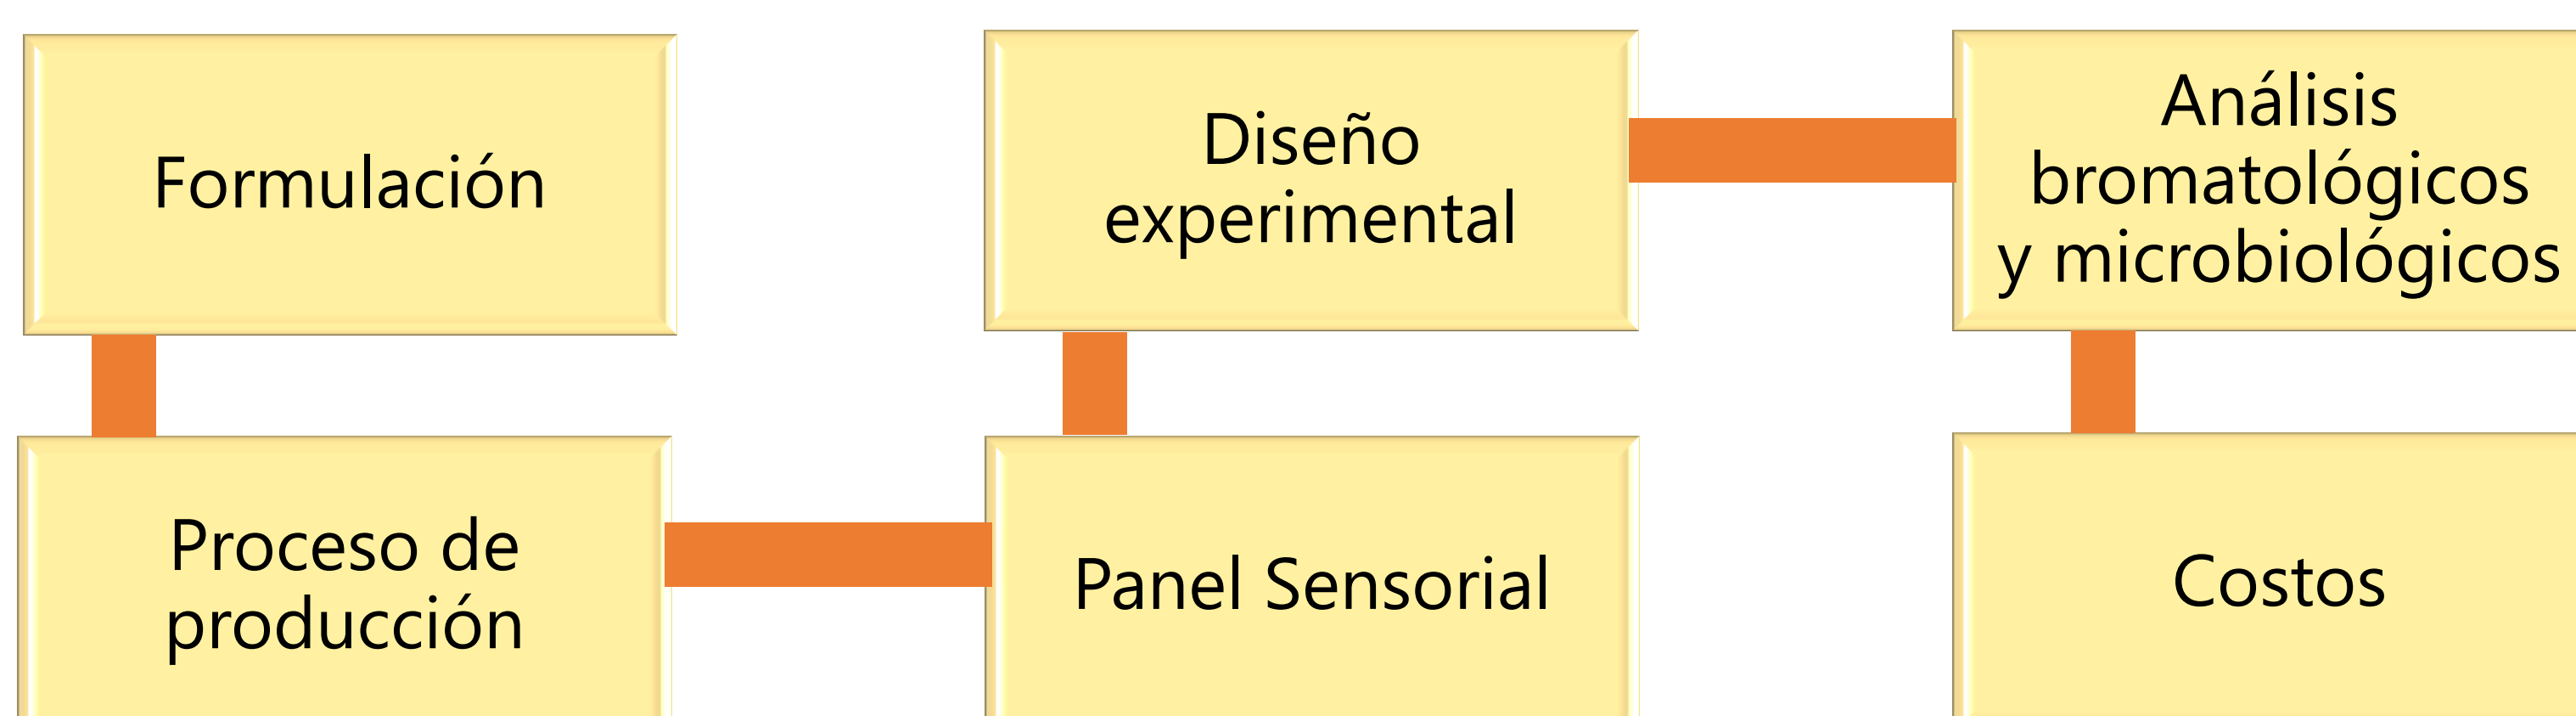 Formulación
Proceso de
producción
Panel Sensorial
Diseño
experimental
Análisis
bromatológicos
y microbiológicos
Costos